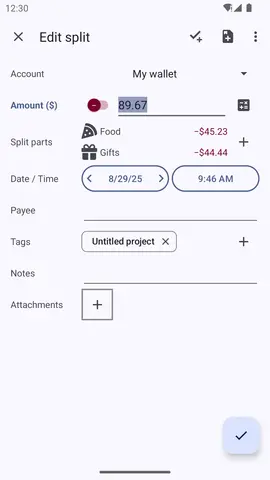 12:30
Edit split
Account
My wallet
Amount ($)
89.67
Split parts
Food
−$45.23
Gifts
−$44.44
Date / Time
8/29/25
9:46 AM
Payee
Tags
Untitled project
Notes
Attachments